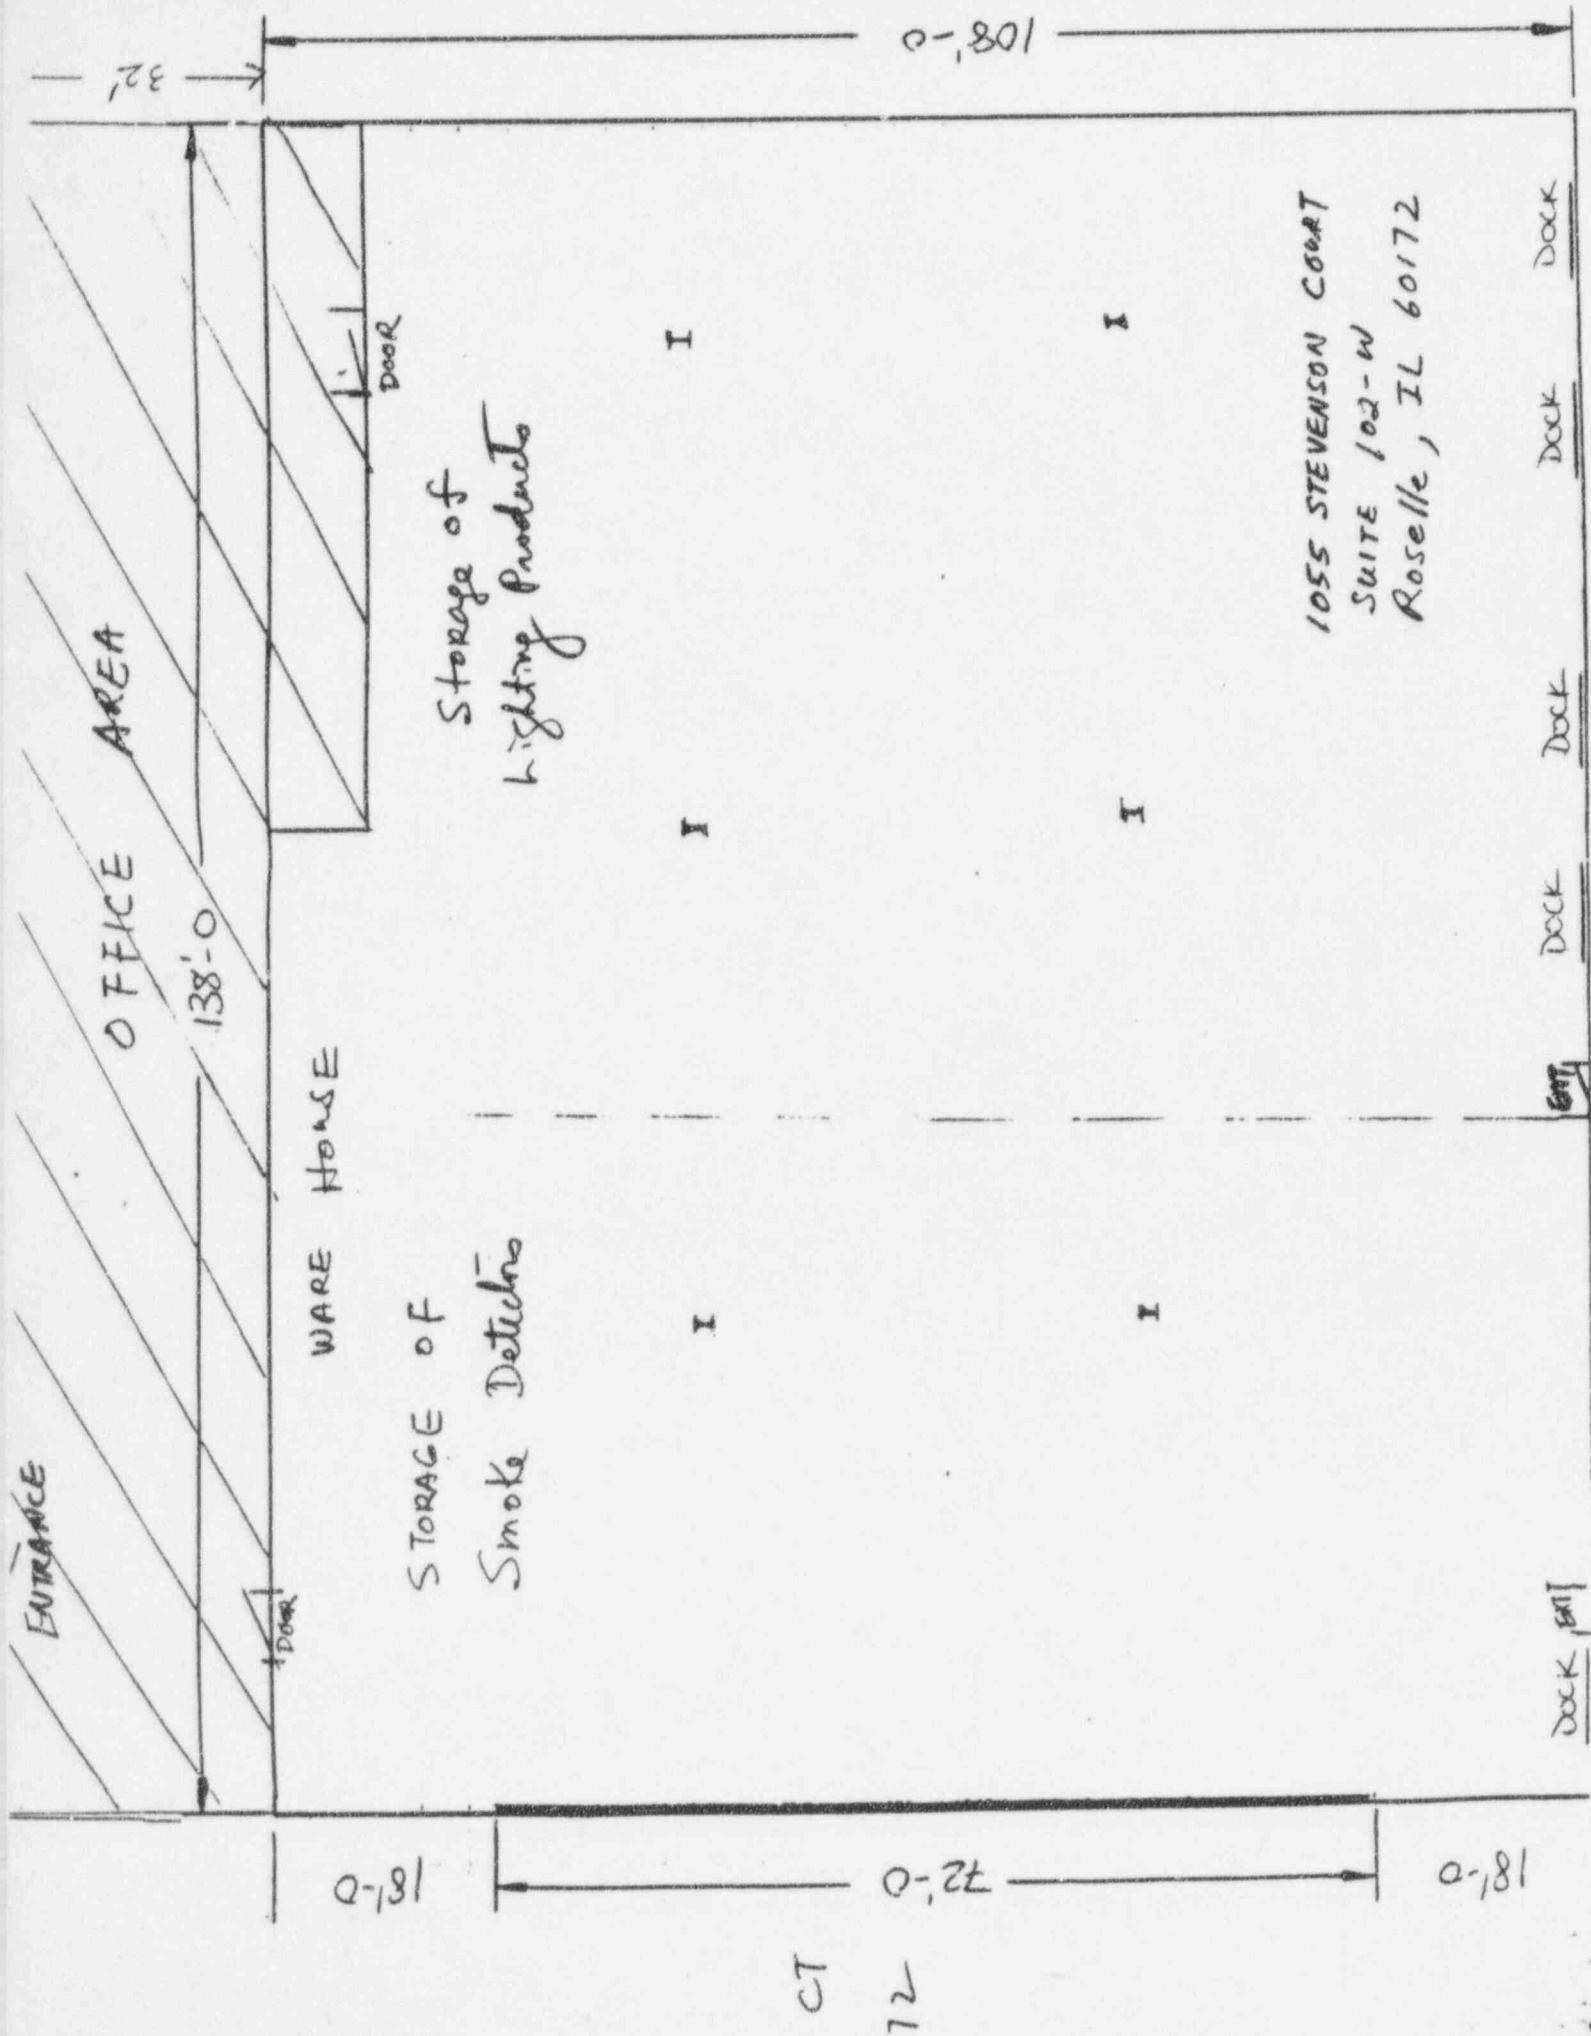 ENTRANCE
OFFICE AREA
138'-0
32'
108'-0
DOOR
DOOR
WARE HOUSE
STORAGE OF
Smoke Detectors
Storage of
Lighting Products
18'-0
72'-0
18'-0
1055 STEVENSON COURT
SUITE 102-W
Roselle, IL 60172
DOCK
EXIT
EXIT
DOCK
DOCK
DOCK
DOCK
CT
72